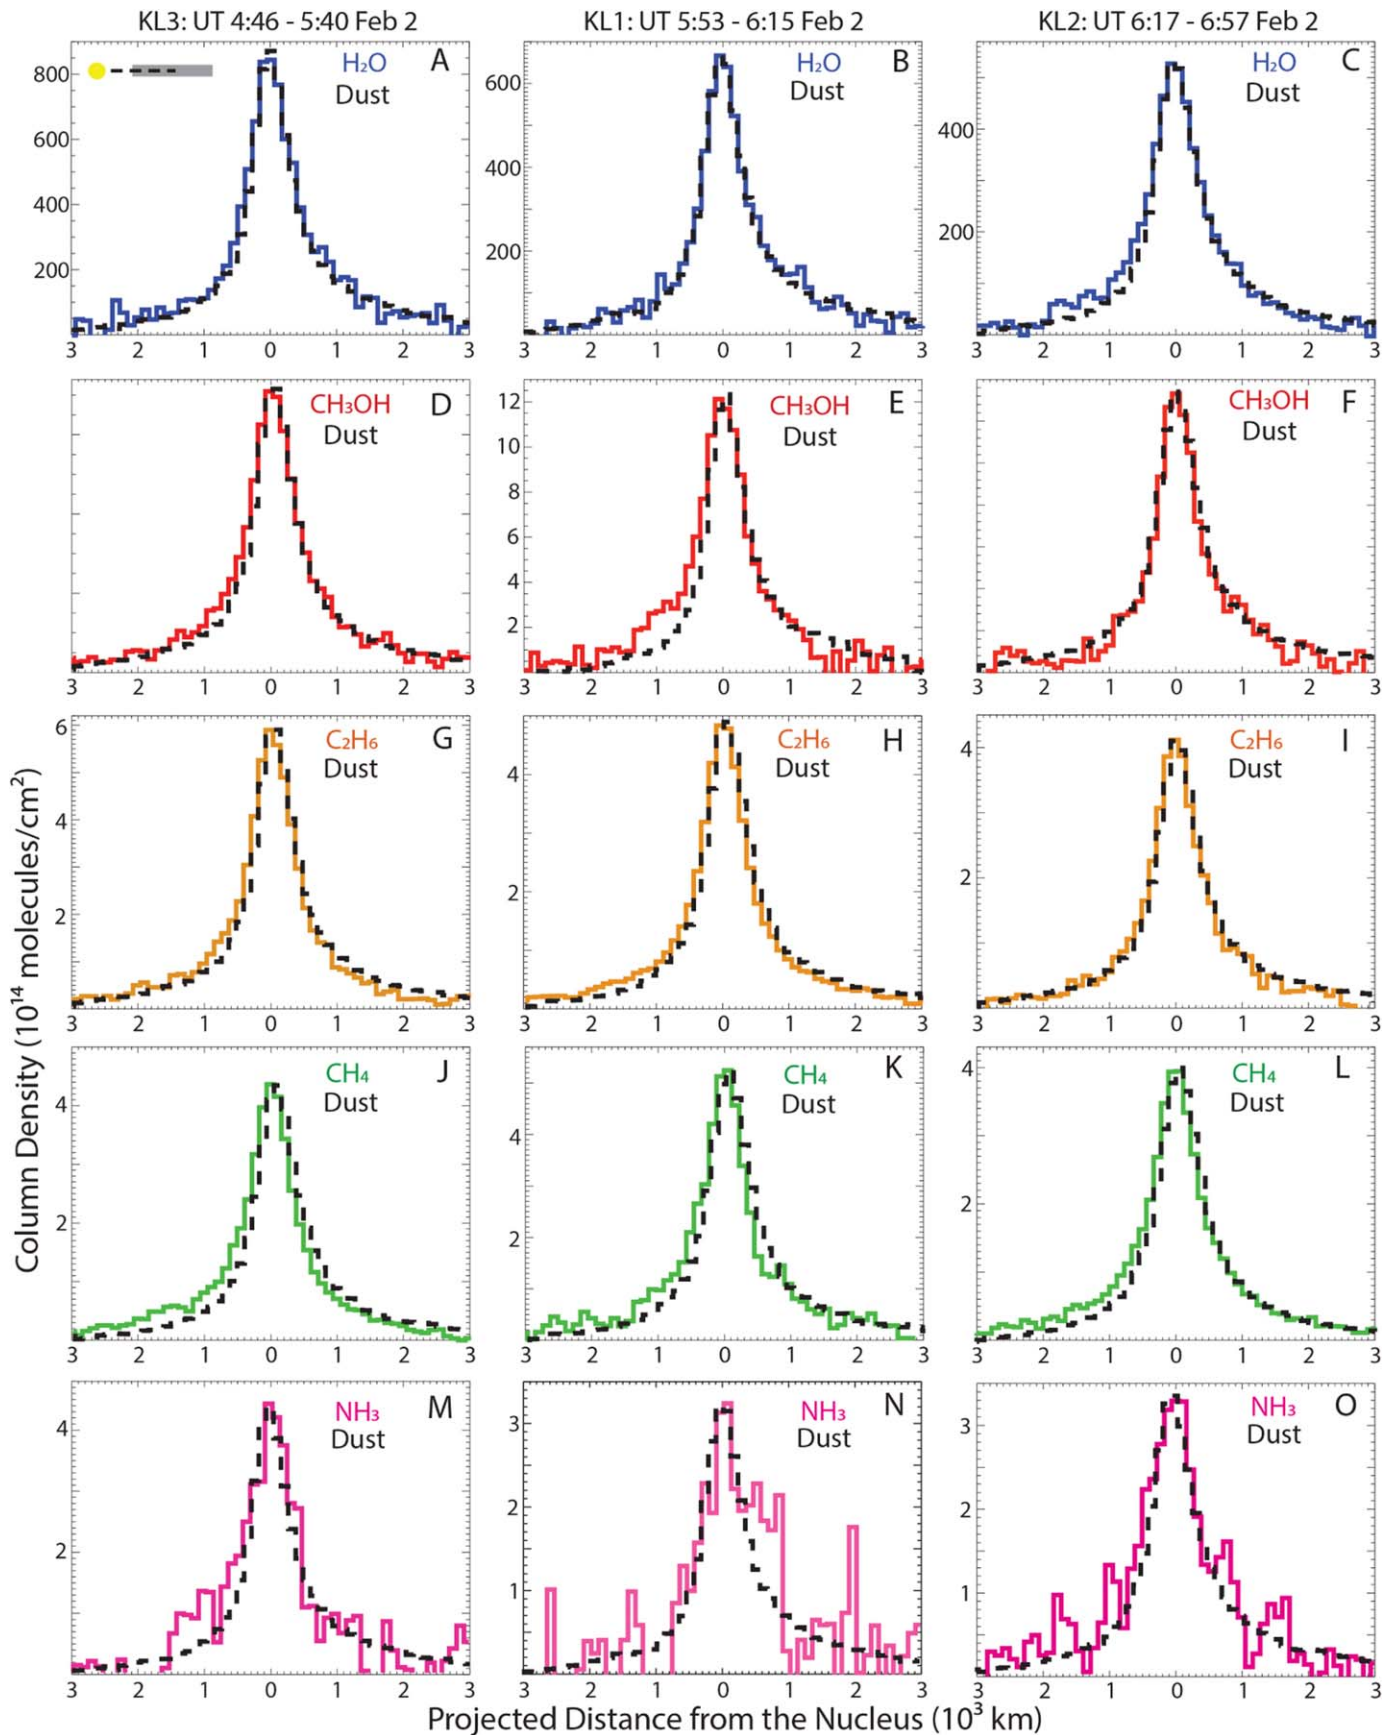 KL3: UT 4:46 - 5:40 Feb 2 KL1: UT 5:53 - 6:15 Feb 2 KL2: UT 6:17 - 6:57 Feb 2
H₂O A H₂O B H₂O C
Dust Dust Dust
800
600
400
200
600
400
200
400
200
3 2 1 0 1 2 3 3 2 1 0 1 2 3 3 2 1 0 1 2 3
CH₃OH D CH₃OH E CH₃OH F
Dust Dust Dust
12
10
8
6
4
2
3 2 1 0 1 2 3 3 2 1 0 1 2 3 3 2 1 0 1 2 3
C₂H₆ G C₂H₆ H C₂H₆ I
Dust Dust Dust
6
4
2
4
2
4
2
3 2 1 0 1 2 3 3 2 1 0 1 2 3 3 2 1 0 1 2 3
Column Density (10¹⁴ molecules/cm²)
CH₄ J CH₄ K CH₄ L
Dust Dust Dust
4
2
4
2
4
2
3 2 1 0 1 2 3 3 2 1 0 1 2 3 3 2 1 0 1 2 3
NH₃ M NH₃ N NH₃ O
Dust Dust Dust
4
2
3
2
1
3
2
1
3 2 1 0 1 2 3 3 2 1 0 1 2 3 3 2 1 0 1 2 3
Projected Distance from the Nucleus (10³ km)